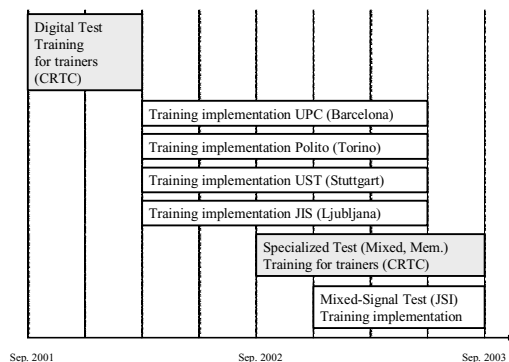 Digital Test
Training
for trainers
(CRTC)
Training implementation UPC (Barcelona)
Training implementation Polito (Torino)
Training implementation UST (Stuttgart)
Training implementation JIS (Ljubljana)
Specialized Test (Mixed, Mem.)
Training for trainers (CRTC)
Mixed-Signal Test (JSI)
Training implementation
Sep. 2001
Sep. 2002
Sep. 2003